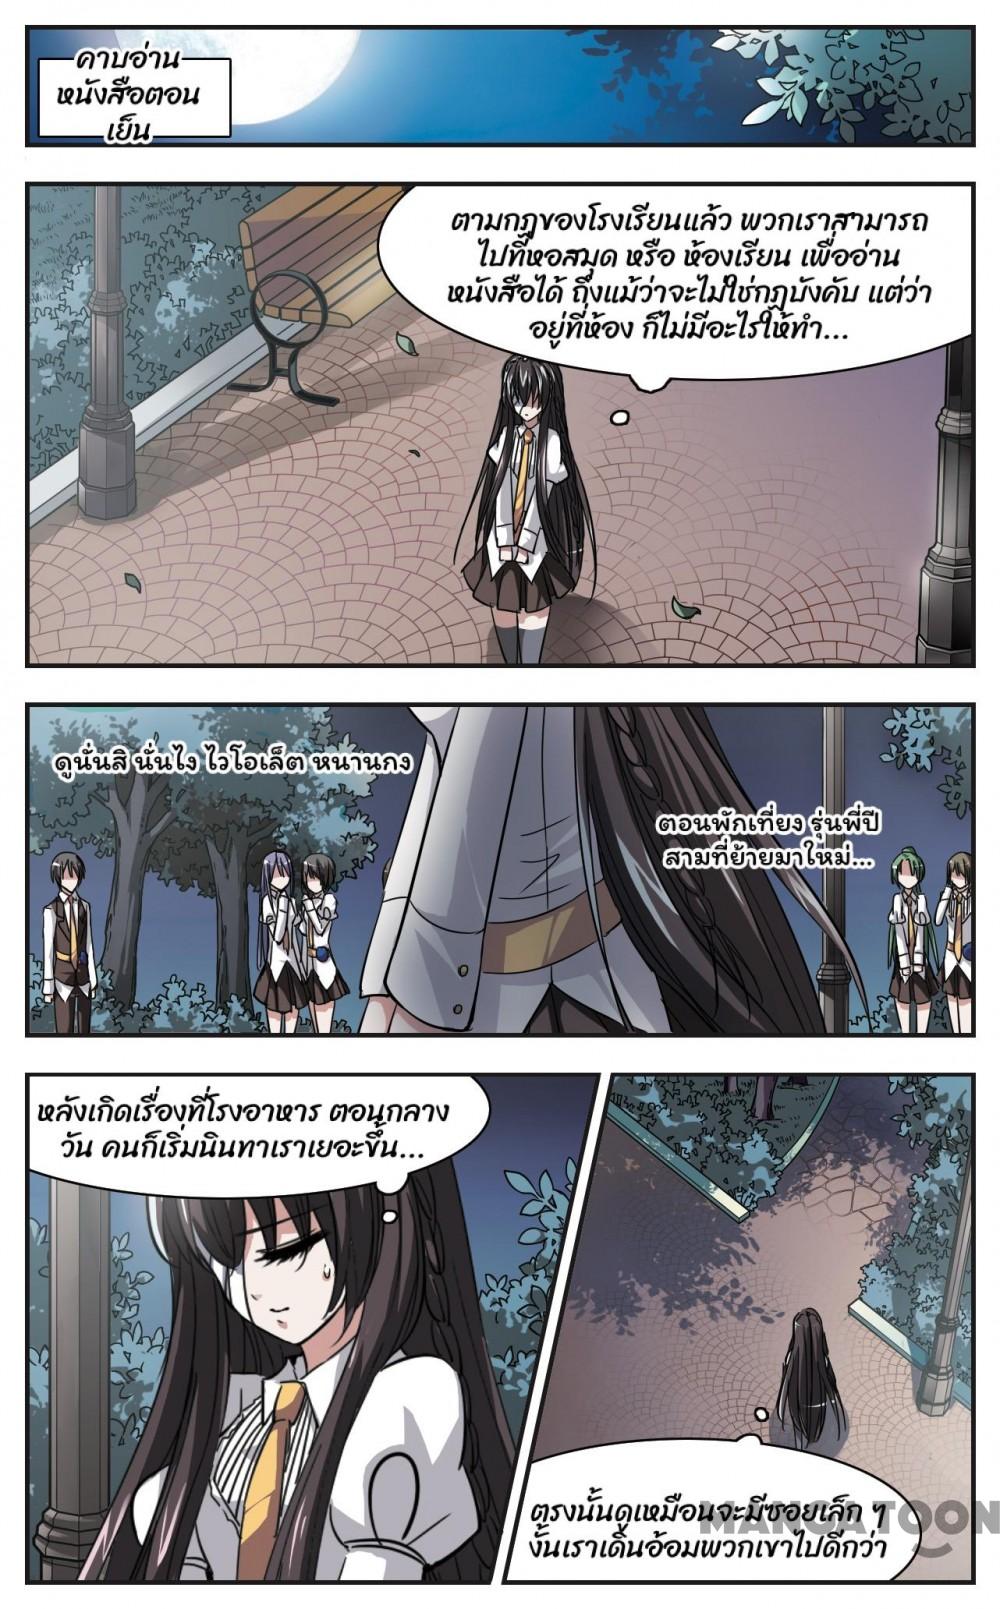 คาบอ่าน
หนังสือตอน
เย็น
ตามกฎของโรงเรียนแล้ว พวกเราสามารถ
ไปที่หอสมุด หรือ ห้องเรียน เพื่ออ่าน
หนังสือได้ ถึงแม้ว่าจะไม่ใช่กฎบังคับ แต่ว่า
อยู่ที่ห้อง ก็ไม่มีอะไรให้ทำ...
ดูนั่นสิ นั่นไง ไวโอเล็ต หนานกง
ตอนพักเที่ยง รุ่นพี่ปี
สามที่ย้ายมาใหม่...
หลังเกิดเรื่องที่โรงอาหาร ตอนกลาง
วัน คนก็เริ่มนินทาเราเยอะขึ้น...
ตรงนั้นดูเหมือนจะมีซอยเล็ก ๆ
งั้นเราเดินอ้อมพวกเขาไปดีกว่า
MANGATOON